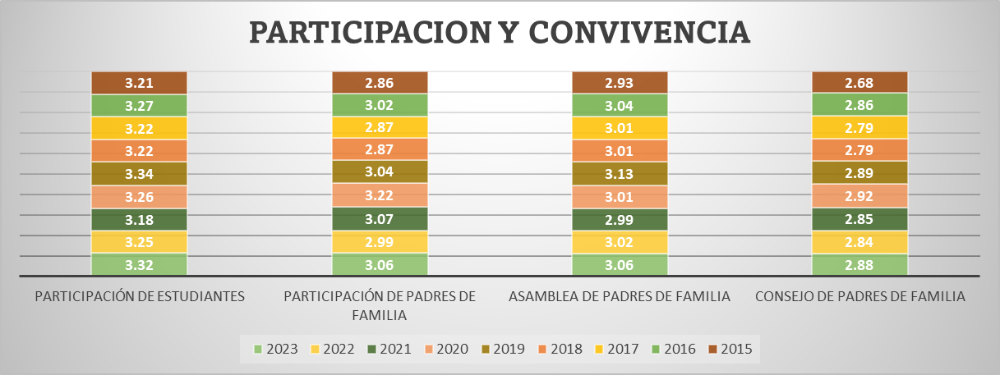 PARTICIPACION Y CONVIVENCIA
3.21 2.86 2.93 2.68
3.27 3.02 3.04 2.86
3.22 2.87 3.01 2.79
3.22 2.87 3.01 2.79
3.34 3.04 3.13 2.89
3.26 3.22 3.01 2.92
3.18 3.07 2.99 2.85
3.25 2.99 3.02 2.84
3.32 3.06 3.06 2.88
PARTICIPACIÓN DE ESTUDIANTES
PARTICIPACIÓN DE PADRES DE
FAMILIA
ASAMBLEA DE PADRES DE FAMILIA
CONSEJO DE PADRES DE FAMILIA
2023 2022 2021 2020 2019 2018 2017 2016 2015